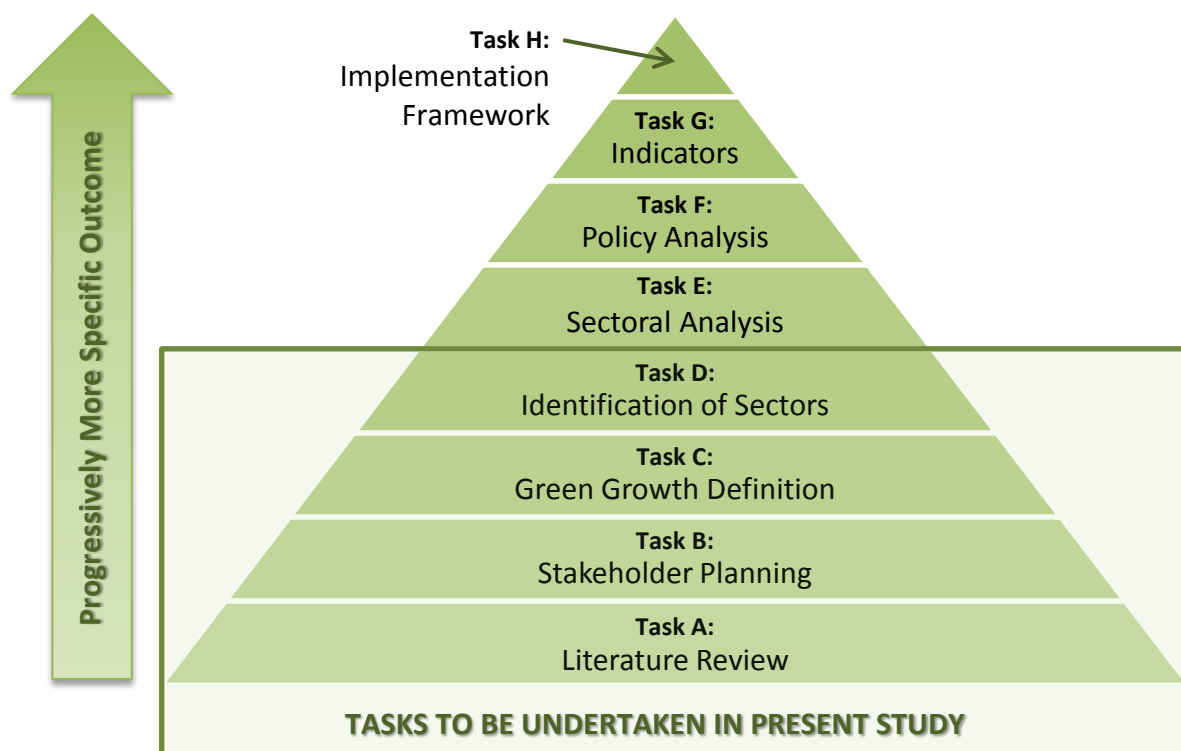 Progressively More Specific Outcome
Task H:
Implementation
Framework
Task G:
Indicators
Task F:
Policy Analysis
Task E:
Sectoral Analysis
Task D:
Identification of Sectors
Task C:
Green Growth Definition
Task B:
Stakeholder Planning
Task A:
Literature Review
TASKS TO BE UNDERTAKEN IN PRESENT STUDY